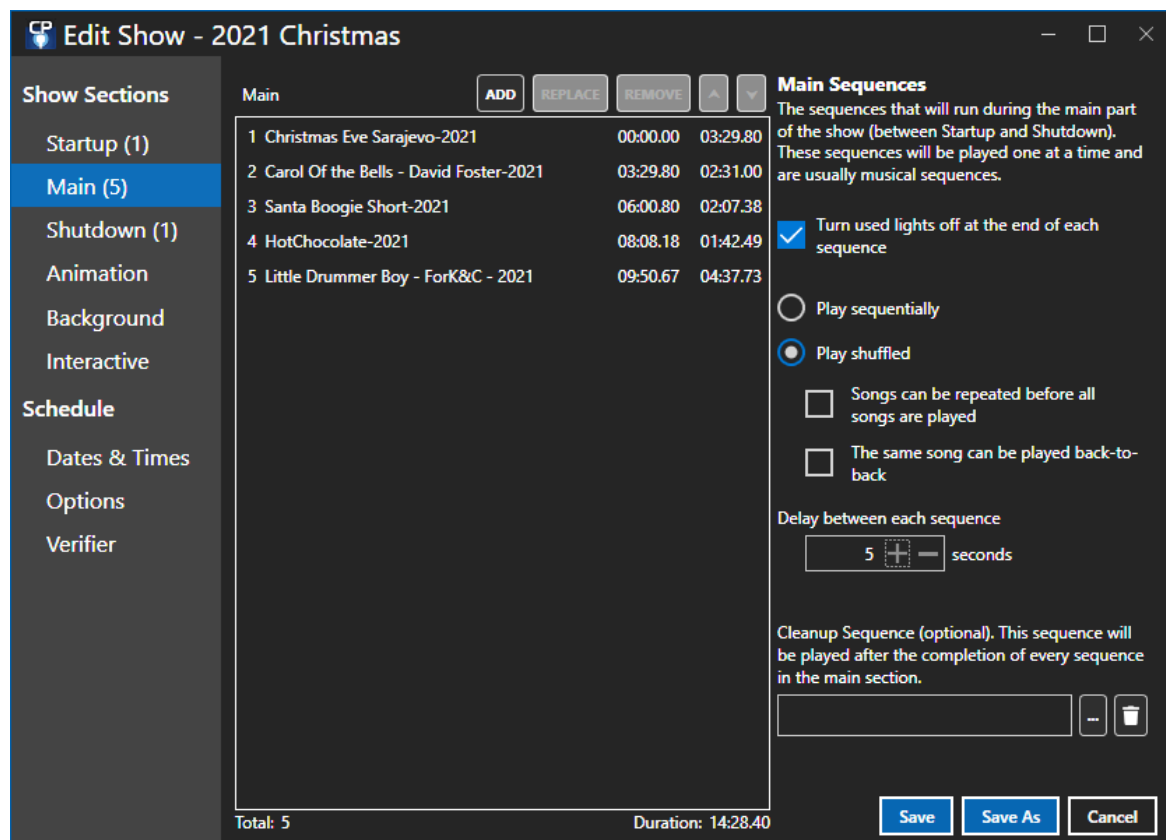 CP Edit Show - 2021 Christmas
Show Sections
Startup (1)
Main (5)
Shutdown (1)
Animation
Background
Interactive
Schedule
Dates & Times
Options
Verifier
Main ADD REPLACE REMOVE
1 Christmas Eve Sarajevo-2021 00:00.00 03:29.80
2 Carol Of the Bells - David Foster-2021 03:29.80 02:31.00
3 Santa Boogie Short-2021 06:00.80 02:07.38
4 HotChocolate-2021 08:08.18 01:42.49
5 Little Drummer Boy - ForK&C - 2021 09:50.67 04:37.73
Total: 5 Duration: 14:28.40
Main Sequences
The sequences that will run during the main part
of the show (between Startup and Shutdown).
These sequences will be played one at a time and
are usually musical sequences.
Turn used lights off at the end of each
sequence
Play sequentially
Play shuffled
Songs can be repeated before all
songs are played
The same song can be played back-to-
back
Delay between each sequence
5 seconds
Cleanup Sequence (optional). This sequence will
be played after the completion of every sequence
in the main section.
...
Save Save As Cancel